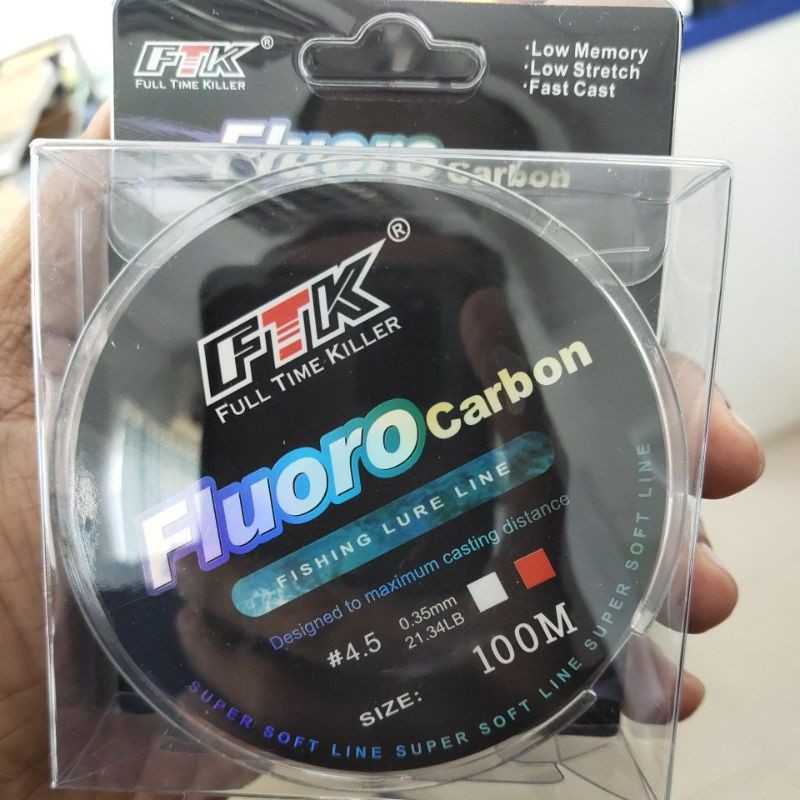 FTK®
FULL TIME KILLER
·Low Memory
·Low Stretch
·Fast Cast
Fluoro Carbon
FTK®
FULL TIME KILLER
Fluoro Carbon
FISHING LURE LINE
Designed to maximum casting distance
#4.5
0.35mm
21.34LB
SIZE: 100M
SUPER SOFT LINE SUPER SOFT LINE SUPER SOFT LINE